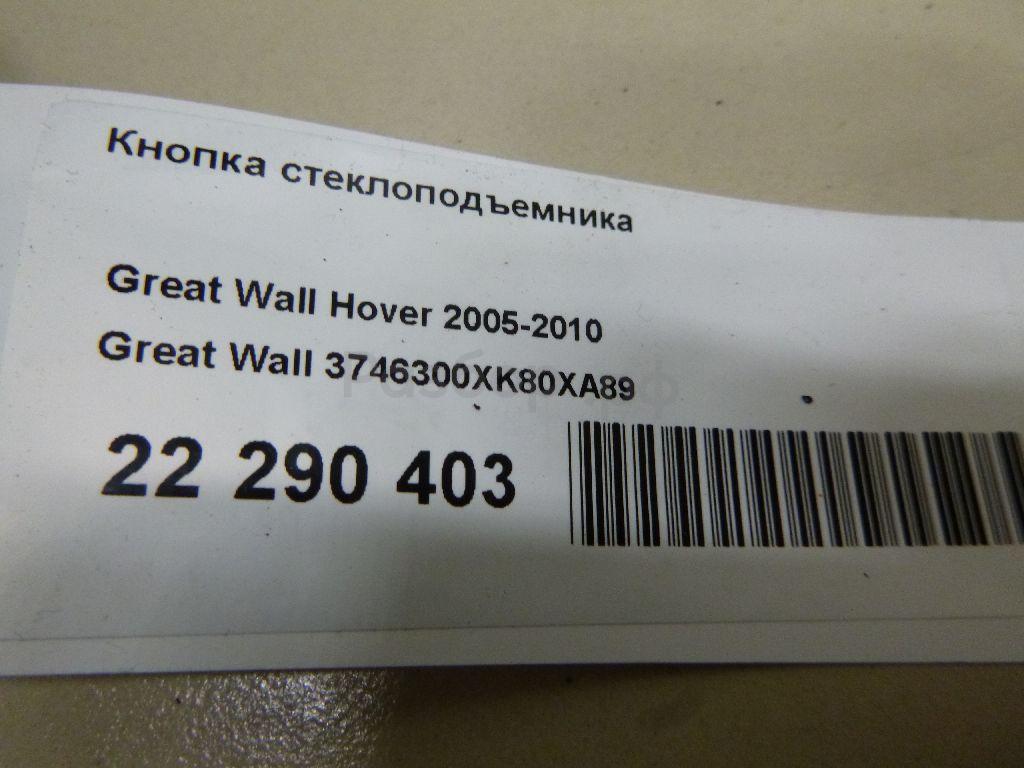 Кнопка стеклоподъемника
Great Wall Hover 2005-2010
Great Wall 3746300XK80XA89
22 290 403